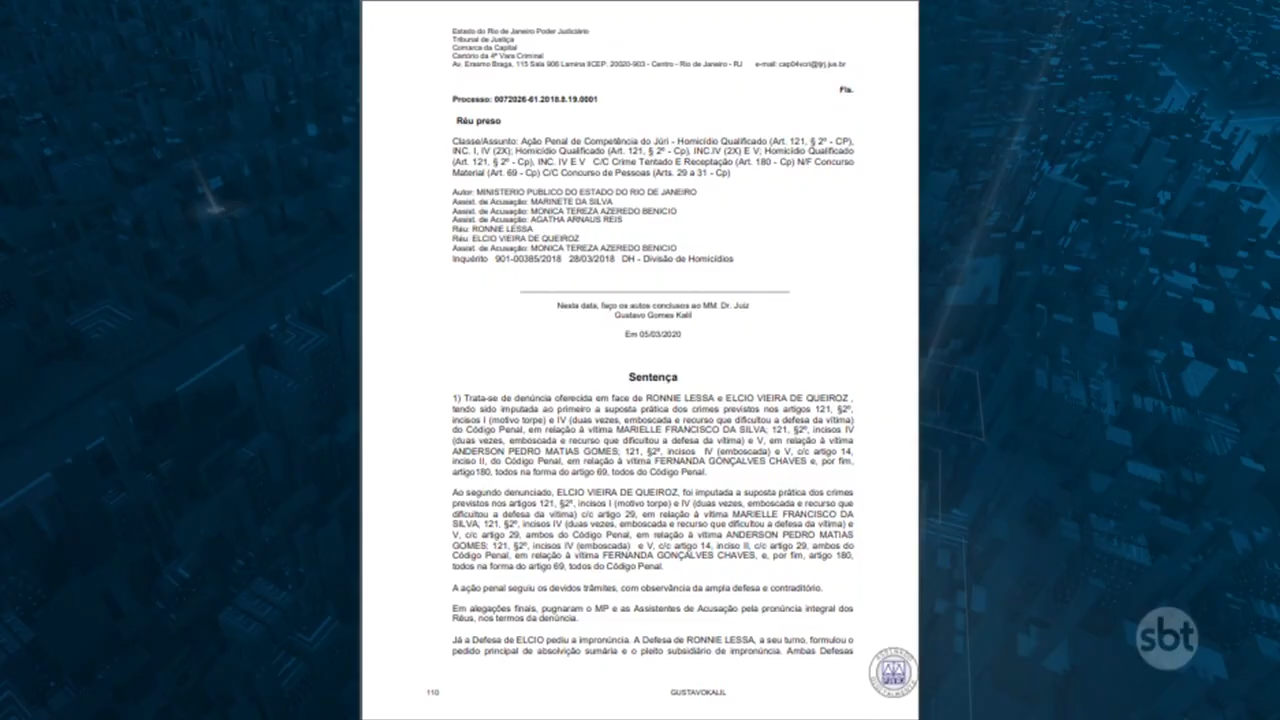 Estado do Rio de Janeiro Poder Judiciário
Tribunal de Justiça
Comarca da Capital
Cartório da 4ª Vara Criminal
Av. Erasmo Braga, 115 Sala 906 Lamina IICEP: 20020-903 - Centro - Rio de Janeiro - RJ e-mail: cap04vcri@tjrj.jus.br
Fls.
Processo: 0072026-61.2018.8.19.0001
Réu preso
Classe/Assunto: Ação Penal de Competência do Júri - Homicídio Qualificado (Art. 121, § 2º - CP),
INC. I, IV (2X); Homicídio Qualificado (Art. 121, § 2º - Cp), INC.IV (2X) E V; Homicídio Qualificado
(Art. 121, § 2º - Cp), INC. IV E V C/C Crime Tentado E Receptação (Art. 180 - Cp) N/F Concurso
Material (Art. 69 - Cp) C/C Concurso de Pessoas (Arts. 29 a 31 - Cp)
Autor: MINISTERIO PUBLICO DO ESTADO DO RIO DE JANEIRO
Assist. de Acusação: MARINETE DA SILVA
Assist. de Acusação: MONICA TEREZA AZEREDO BENICIO
Assist. de Acusação: AGATHA ARNAUS REIS
Réu: RONNIE LESSA
Réu: ELCIO VIEIRA DE QUEIROZ
Assist. de Acusação: MONICA TEREZA AZEREDO BENICIO
Inquérito 901-00385/2018 28/03/2018 DH - Divisão de Homicídios
Nesta data, faço os autos conclusos ao MM. Dr. Juiz
Gustavo Gomes Kalil
Em 05/03/2020
Sentença
1) Trata-se de denúncia oferecida em face de RONNIE LESSA e ELCIO VIEIRA DE QUEIROZ ,
tendo sido imputada ao primeiro a suposta prática dos crimes previstos nos artigos 121, §2º,
incisos I (motivo torpe) e IV (duas vezes, emboscada e recurso que dificultou a defesa da vítima)
do Código Penal, em relação à vítima MARIELLE FRANCISCO DA SILVA; 121, §2º, incisos IV
(duas vezes, emboscada e recurso que dificultou a defesa da vítima) e V, em relação à vítima
ANDERSON PEDRO MATIAS GOMES; 121, §2º, incisos IV (emboscada) e V, c/c artigo 14,
inciso II, do Código Penal, em relação à vítima FERNANDA GONÇALVES CHAVES e, por fim,
artigo180, todos na forma do artigo 69, todos do Código Penal.
Ao segundo denunciado, ELCIO VIEIRA DE QUEIROZ, foi imputada a suposta prática dos crimes
previstos nos artigos 121, §2º, incisos I (motivo torpe) e IV (duas vezes, emboscada e recurso que
dificultou a defesa da vítima) c/c artigo 29, em relação à vítima MARIELLE FRANCISCO DA
SILVA; 121, §2º, incisos IV (duas vezes, emboscada e recurso que dificultou a defesa da vítima) e
V, c/c artigo 29, ambos do Código Penal, em relação à vítima ANDERSON PEDRO MATIAS
GOMES; 121, §2º, incisos IV (emboscada) e V, c/c artigo 14, inciso II, c/c artigo 29, ambos do
Código Penal, em relação à vítima FERNANDA GONÇALVES CHAVES, e, por fim, artigo 180,
todos na forma do artigo 69, todos do Código Penal.
A ação penal seguiu os devidos trâmites, com observância da ampla defesa e contraditório.
Em alegações finais, pugnaram o MP e as Assistentes de Acusação pela pronúncia integral dos
Réus, nos termos da denúncia.
Já a Defesa de ELCIO pediu a impronúncia. A Defesa de RONNIE LESSA, a seu turno, formulou o
pedido principal de absolvição sumária e o pleito subsidiário de impronúncia. Ambas Defesas
110
GUSTAVOKALIL
sbt